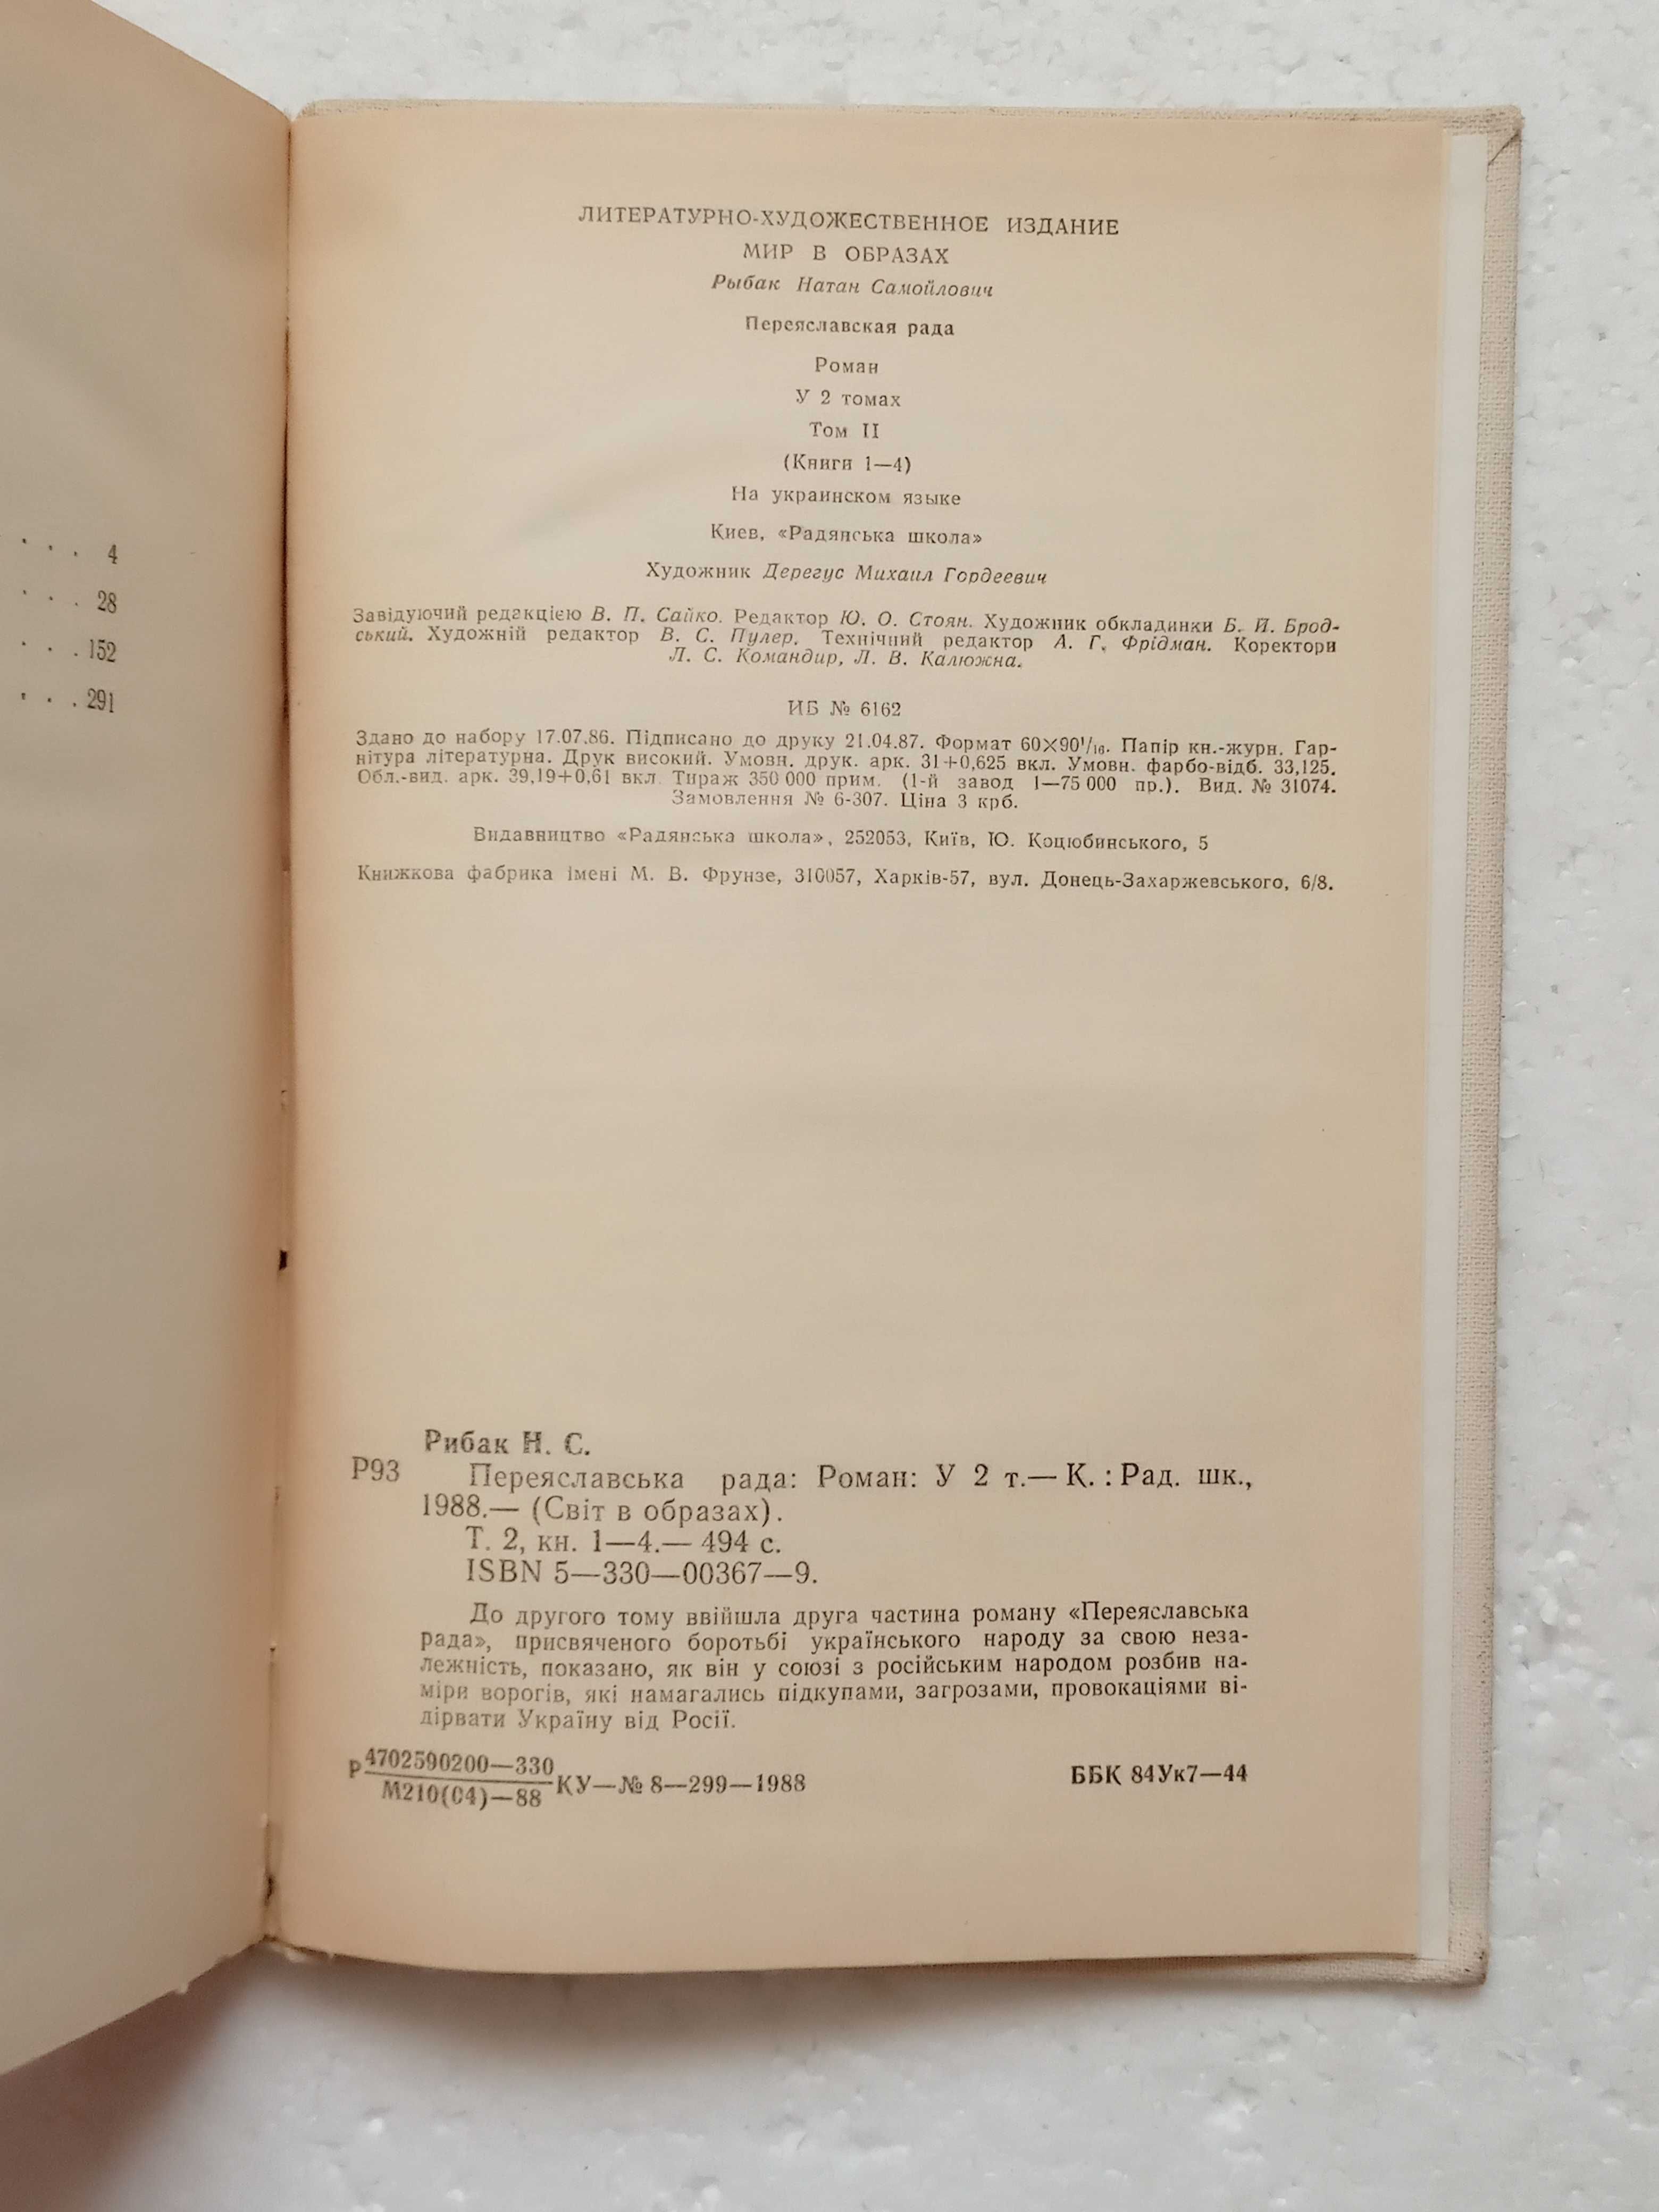 . . . 4
. . . 28
. . . 152
. . . 291
ЛИТЕРАТУРНО-ХУДОЖЕСТВЕННОЕ ИЗДАНИЕ
МИР В ОБРАЗАХ
Рыбак Натан Самойлович
Переяславская рада
Роман
У 2 томах
Том II
(Книги 1—4)
На украинском языке
Киев, «Радянська школа»
Художник Дерегус Михаил Гордеевич
Завідуючий редакцією В. П. Сайко. Редактор Ю. О. Стоян. Художник обкладинки Б. Й. Брод-
ський. Художній редактор В. С. Пулер. Технічний редактор А. Г. Фрідман. Коректори
Л. С. Командир, Л. В. Калюжна.
ИБ № 6162
Здано до набору 17.07.86. Підписано до друку 21.04.87. Формат 60×90¹/₁₆. Папір кн.-журн. Гар-
нітура літературна. Друк високий. Умовн. друк. арк. 31+0,625 вкл. Умовн. фарбо-відб. 33,125.
Обл.-вид. арк. 39,19+0,61 вкл. Тираж 350 000 прим. (1-й завод 1—75 000 пр.). Вид. № 31074.
Замовлення № 6-307. Ціна 3 крб.
Видавництво «Радянська школа», 252053, Київ, Ю. Коцюбинського, 5
Книжкова фабрика імені М. В. Фрунзе, 310057, Харків-57, вул. Донець-Захаржевського, 6/8.
Рибак Н. С.
Р93 Переяславська рада: Роман: У 2 т.— К. : Рад. шк.,
1988.— (Світ в образах).
Т. 2, кн. 1—4.— 494 с.
ISBN 5—330—00367—9.
До другого тому ввійшла друга частина роману «Переяславська
рада», присвяченого боротьбі українського народу за свою неза-
лежність, показано, як він у союзі з російським народом розбив на-
міри ворогів, які намагались підкупами, загрозами, провокаціями ві-
дірвати Україну від Росії.
Р 4702590200—330
М210(04)—88 КУ—№ 8—299—1988 ББК 84Ук7—44